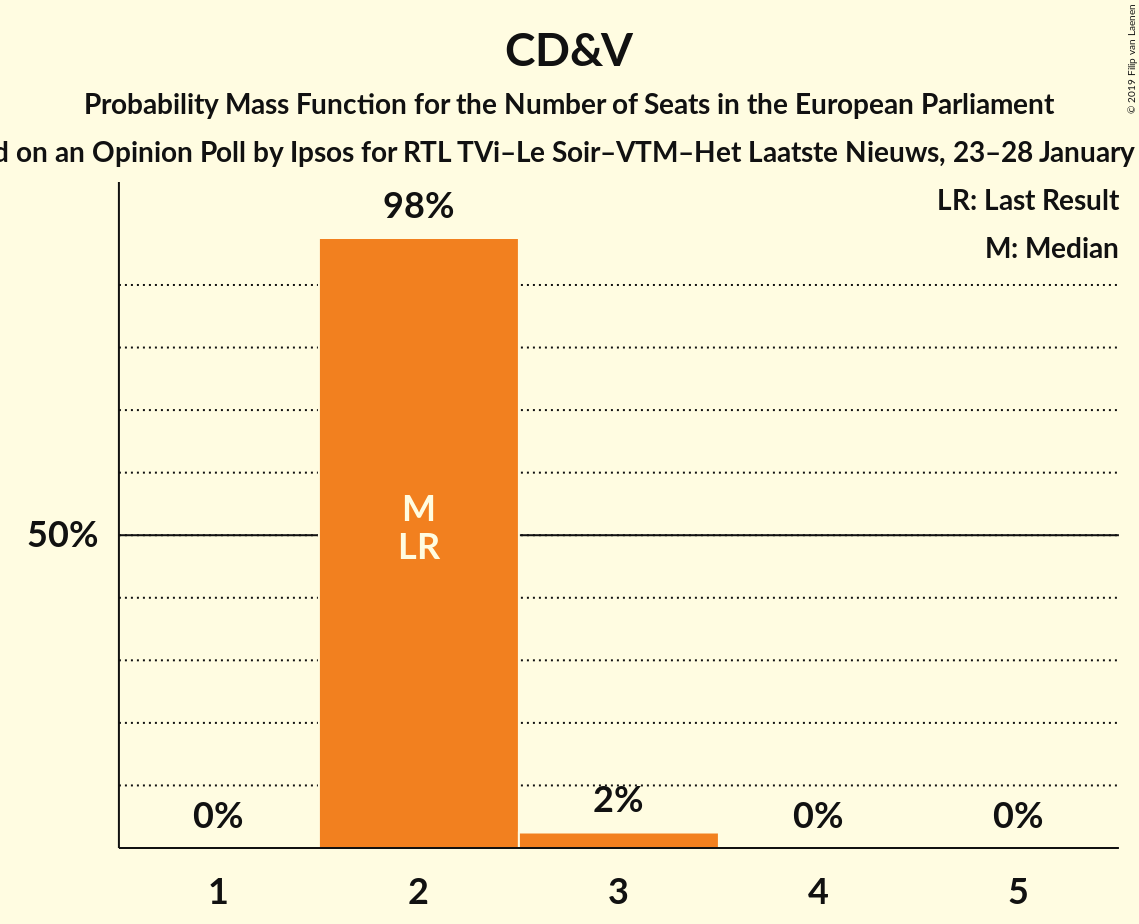 CD&V
Probability Mass Function for the Number of Seats in the European Parliament
on an Opinion Poll by Ipsos for RTL TVi–Le Soir–VTM–Het Laatste Nieuws, 23–28 January
© 2019 Filip van Laenen
LR: Last Result
M: Median
98%
M
LR
50%
0%
2%
0%
0%
1
2
3
4
5